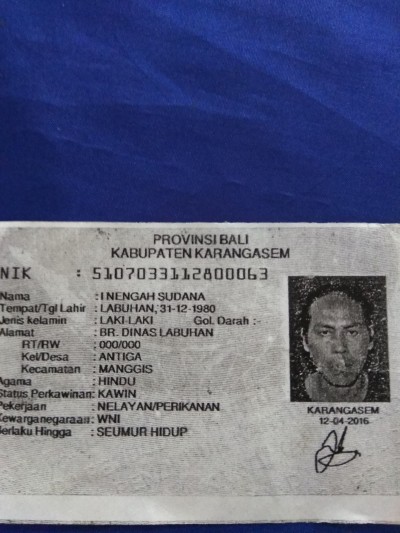 PROVINSI BALI
KABUPATEN KARANGASEM
NIK : 5107033112800063
Nama : I NENGAH SUDANA
Tempat/Tgl Lahir : LABUHAN, 31-12-1980
Jenis kelamin : LAKI-LAKI Gol. Darah :-
Alamat : BR. DINAS LABUHAN
RT/RW : 000/000
Kel/Desa : ANTIGA
Kecamatan : MANGGIS
Agama : HINDU
Status Perkawinan: KAWIN
Pekerjaan : NELAYAN/PERIKANAN
Kewarganegaraan: WNI
Berlaku Hingga : SEUMUR HIDUP
KARANGASEM
12-04-2016